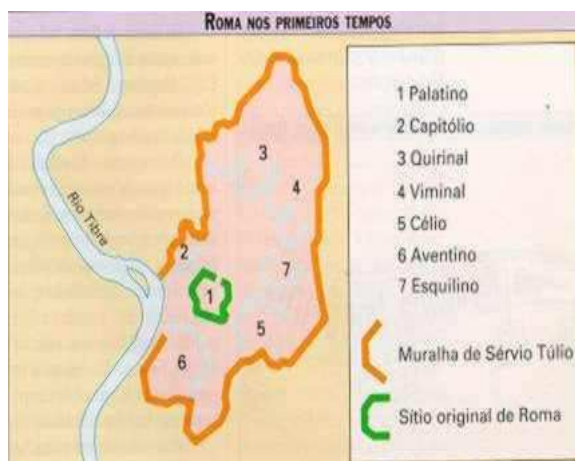 ROMA NOS PRIMEIROS TEMPOS
1 Palatino
2 Capitólio
3 Quirinal
4 Viminal
5 Célio
6 Aventino
7 Esquilino
Muralha de Sérvio Túlio
Sítio original de Roma
Rio Tibre
3
4
2
7
1
5
6